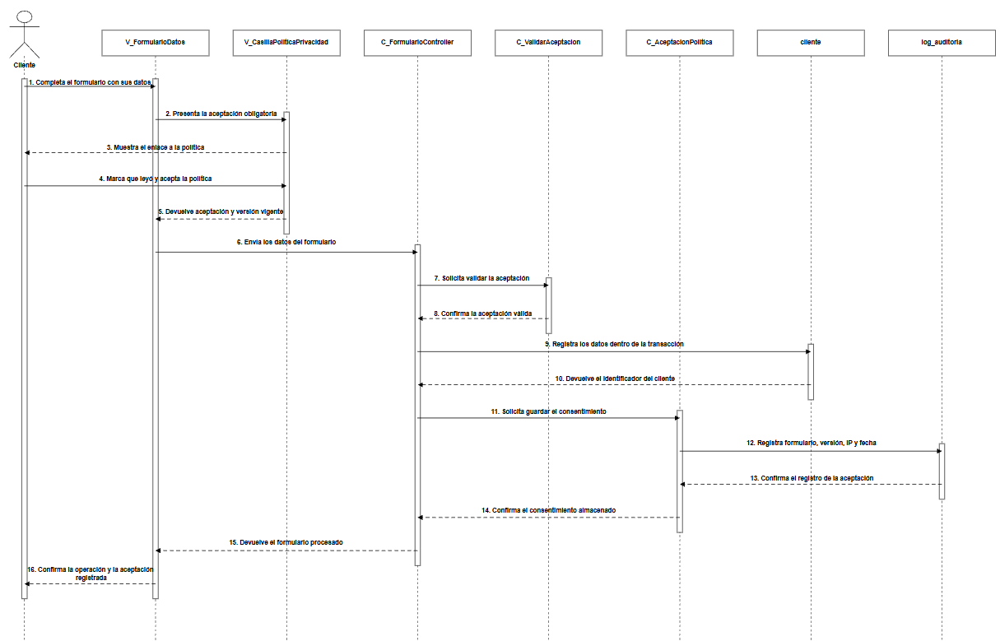 V_FormularioDatos
V_CasillaPoliticaPrivacidad
C_FormularioController
C_ValidarAceptacion
C_AceptacionPolitica
cliente
log_auditoria
Cliente
1. Completa el formulario con sus datos
2. Presenta la aceptación obligatoria
3. Muestra el enlace a la política
4. Marca que leyó y acepta la política
5. Devuelve aceptación y versión vigente
6. Envía los datos del formulario
7. Solicita validar la aceptación
8. Confirma la aceptación válida
9. Registra los datos dentro de la transacción
10. Devuelve el identificador del cliente
11. Solicita guardar el consentimiento
12. Registra formulario, versión, IP y fecha
13. Confirma el registro de la aceptación
14. Confirma el consentimiento almacenado
15. Devuelve el formulario procesado
16. Confirma la operación y la aceptación
registrada